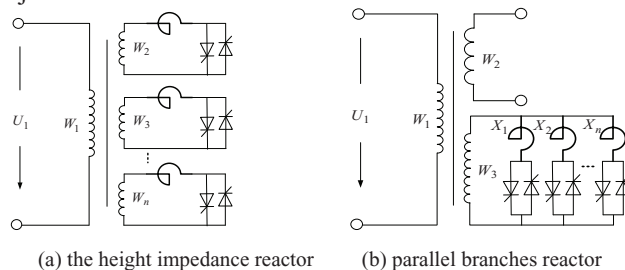 U1 W1 W2 W3 Wn
U1 W1 W2 W3 X1 X2 Xn
(a) the height impedance reactor (b) parallel branches reactor